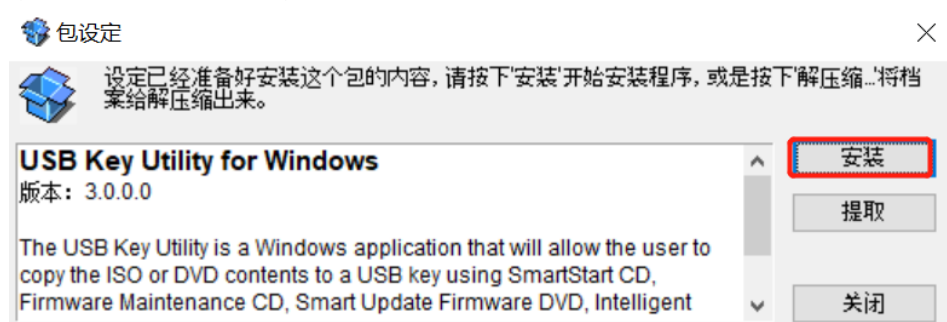 包设定
设定已经准备好安装这个包的内容, 请按下'安装'开始安装程序, 或是按下'解压缩...'将档
案给解压缩出来。
USB Key Utility for Windows
版本: 3.0.0.0
The USB Key Utility is a Windows application that will allow the user to
copy the ISO or DVD contents to a USB key using SmartStart CD,
Firmware Maintenance CD, Smart Update Firmware DVD, Intelligent
安装
提取
关闭